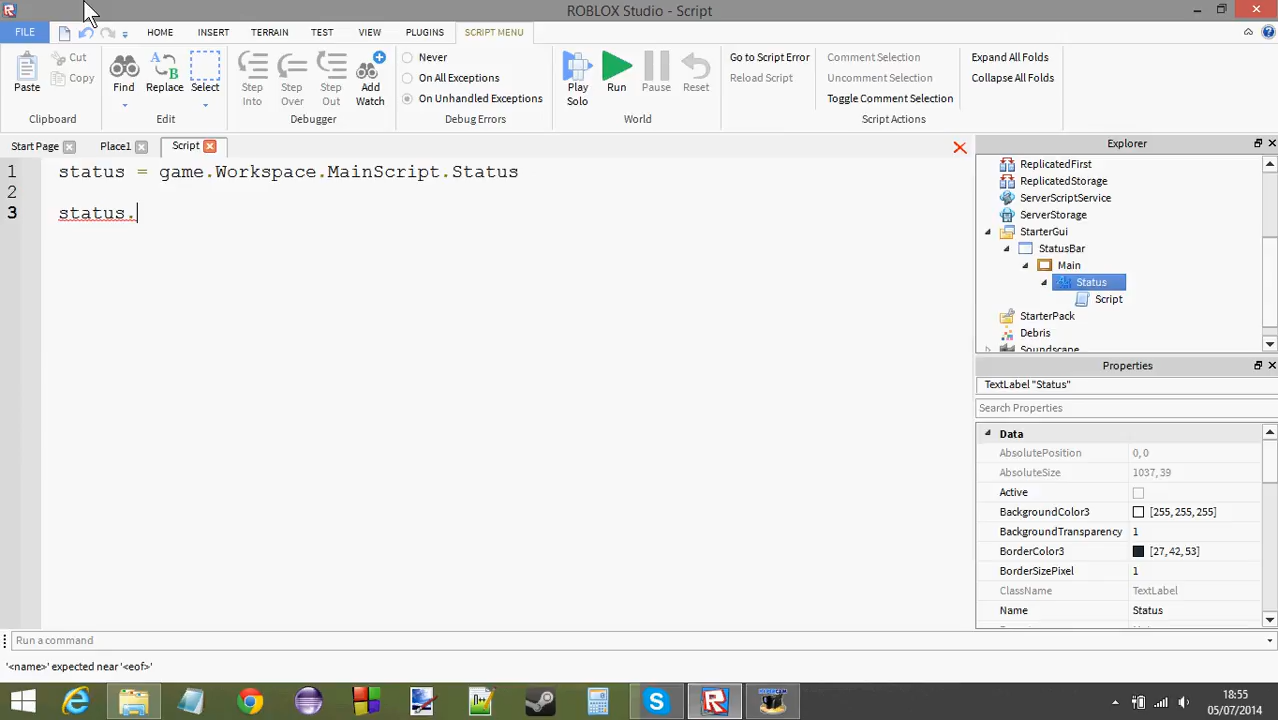 ROBLOX Studio - Script
FILE
HOME
INSERT
TERRAIN
TEST
VIEW
PLUGINS
SCRIPT MENU
Paste
Cut
Copy
Clipboard
Find
Replace
Select
Edit
Step Into
Step Over
Step Out
Add Watch
Debugger
Never
On All Exceptions
On Unhandled Exceptions
Debug Errors
Play Solo
Run
Pause
Reset
World
Go to Script Error
Reload Script
Comment Selection
Uncomment Selection
Toggle Comment Selection
Expand All Folds
Collapse All Folds
Script Actions
Start Page
Place1
Script
1 status = game.Workspace.MainScript.Status
2
3 status.
Explorer
ReplicatedFirst
ReplicatedStorage
ServerScriptService
ServerStorage
StarterGui
StatusBar
Main
Status
Script
StarterPack
Debris
Soundscape
Properties
TextLabel "Status"
Search Properties
Data
AbsolutePosition 0, 0
AbsoluteSize 1037, 39
Active
BackgroundColor3 [255, 255, 255]
BackgroundTransparency 1
BorderColor3 [27, 42, 53]
BorderSizePixel 1
ClassName TextLabel
Name Status
Run a command
'<name>' expected near '<eof>'
18:55
05/07/2014